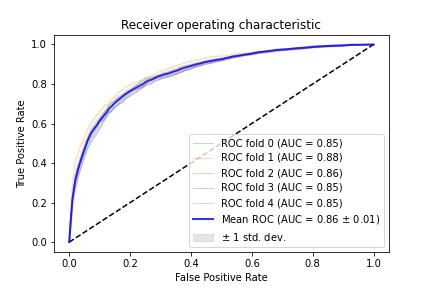 Receiver operating characteristic
True Positive Rate
1.0
0.8
0.6
0.4
0.2
0.0
ROC fold 0 (AUC = 0.85)
ROC fold 1 (AUC = 0.88)
ROC fold 2 (AUC = 0.86)
ROC fold 3 (AUC = 0.85)
ROC fold 4 (AUC = 0.85)
Mean ROC (AUC = 0.86 ± 0.01)
± 1 std. dev.
0.0 0.2 0.4 0.6 0.8 1.0
False Positive Rate